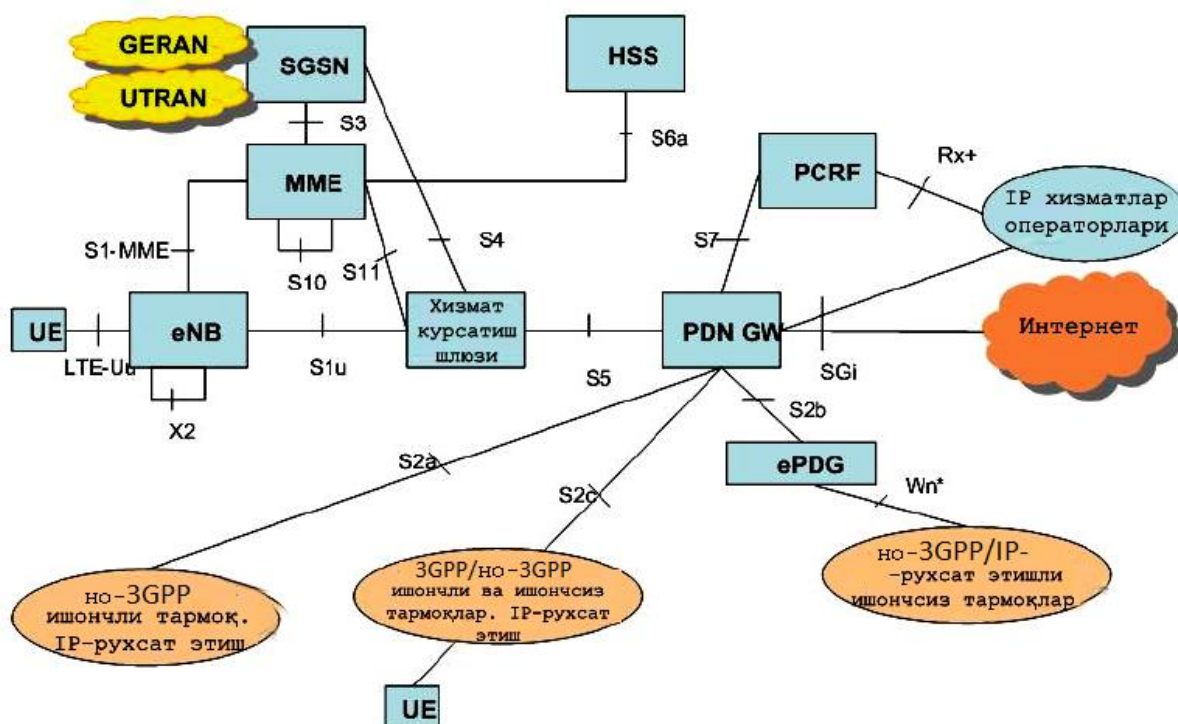 GERAN
UTRAN
SGSN
HSS
S3
S6a
MME
PCRF
Rx+
IP хизматлар
операторлари
S1-MME
S10
S11
S4
S7
UE
eNB
Хизмат
курсатиш
шлюзи
PDN GW
Интернет
LTE-Uu
S1u
S5
SGi
X2
S2b
S2a
S2c
ePDG
Wn*
но-3GPP
ишончли тармоқ.
IP-рухсат этиш
3GPP/но-3GPP
ишончли ва ишончсиз
тармоқлар. IP-рухсат
этиш
но-3GPP/IP-
-рухсат этишли
ишончсиз тармоқлар
UE